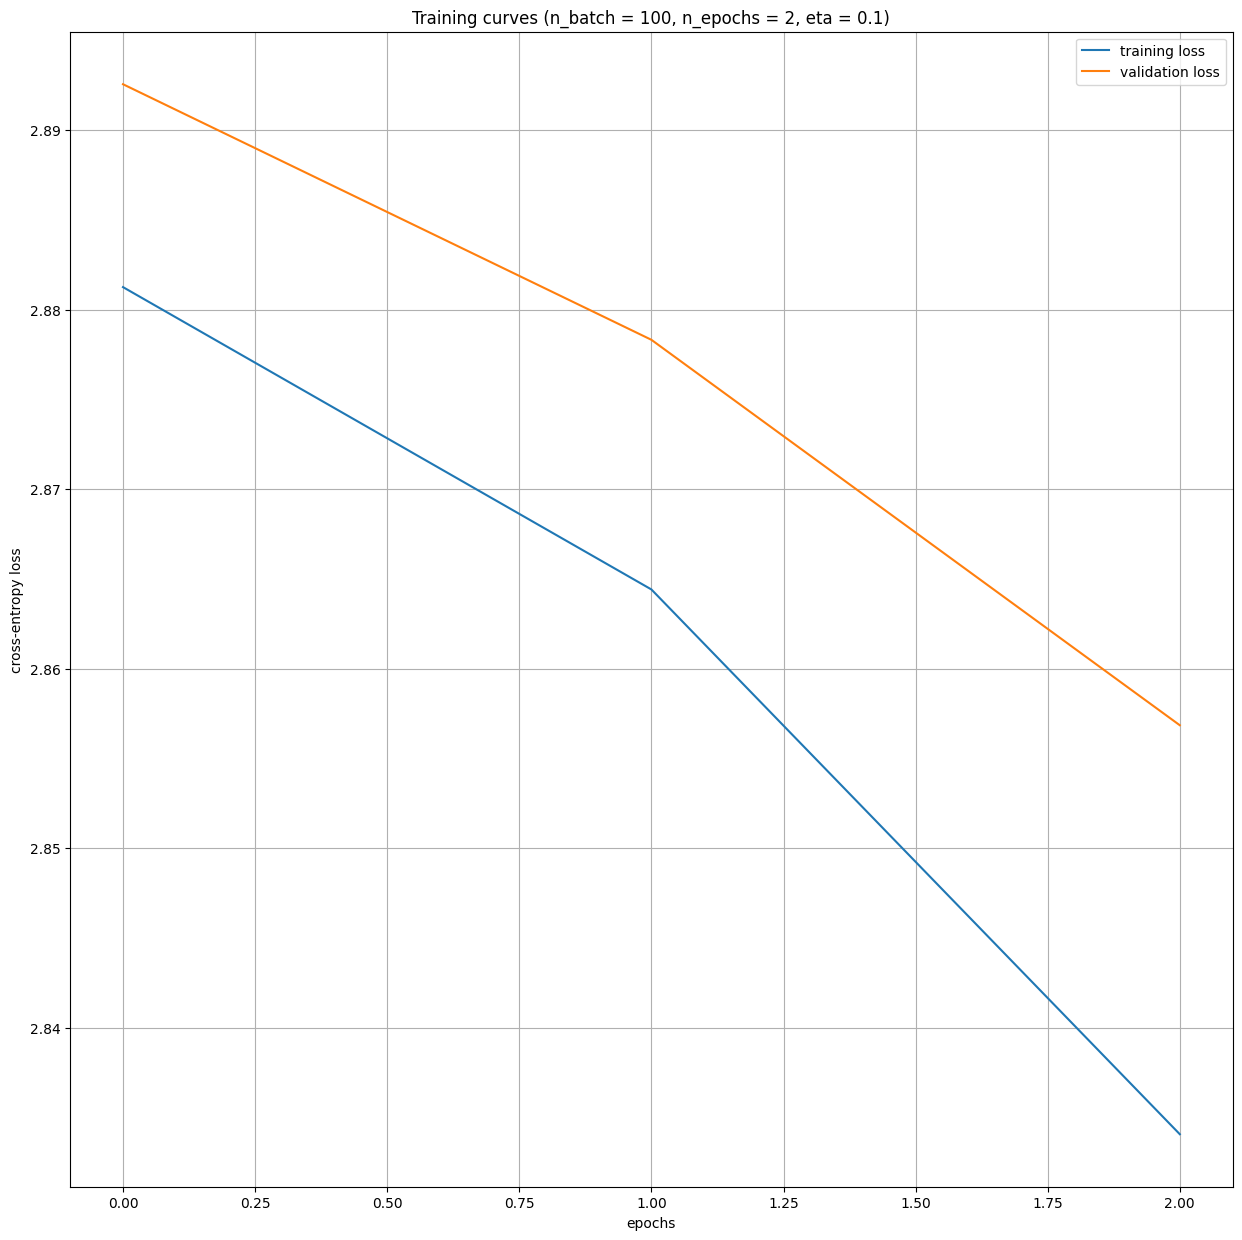 Training curves (n_batch = 100, n_epochs = 2, eta = 0.1)
training loss
validation loss
2.89
2.88
2.87
2.86
2.85
2.84
cross-entropy loss
0.00 0.25 0.50 0.75 1.00 1.25 1.50 1.75 2.00
epochs